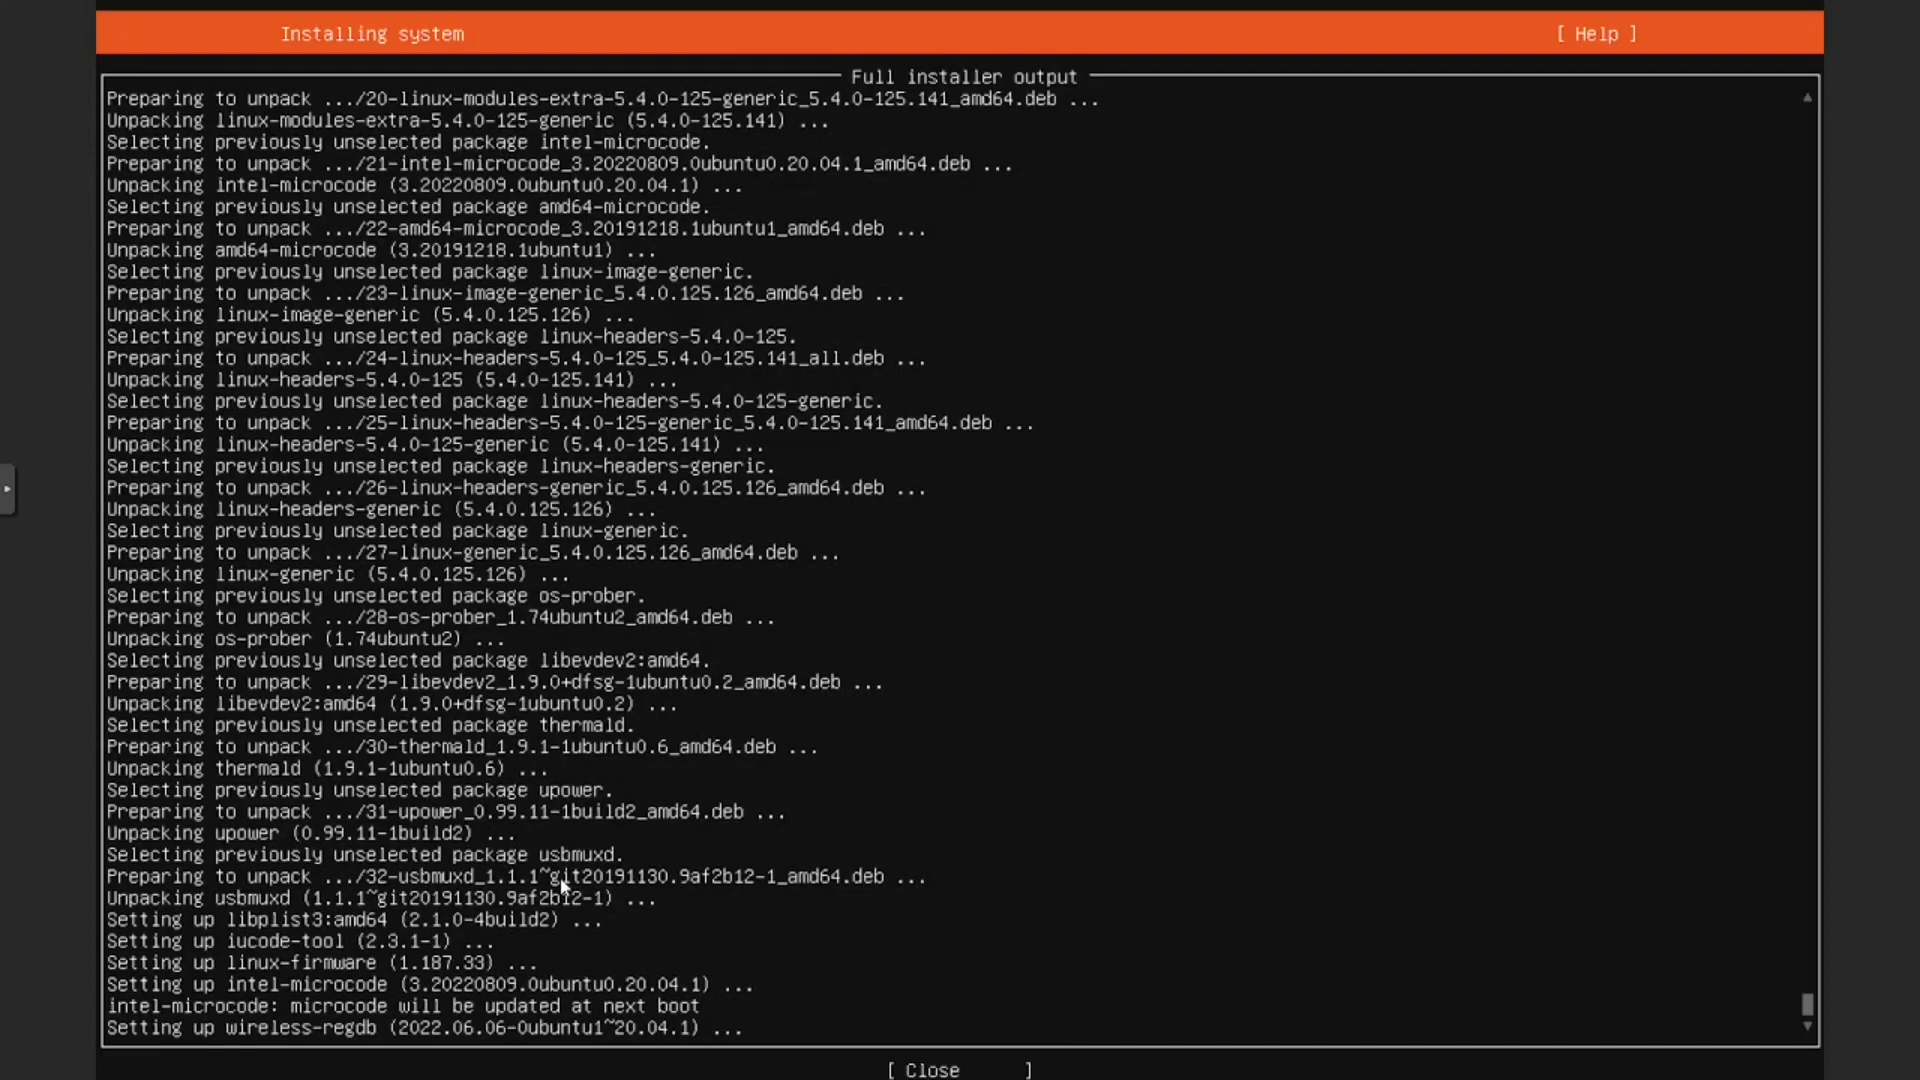 Installing system [ Help ]
Full installer output
Preparing to unpack .../20-linux-modules-extra-5.4.0-125-generic_5.4.0-125.141_amd64.deb ...
Unpacking linux-modules-extra-5.4.0-125-generic (5.4.0-125.141) ...
Selecting previously unselected package intel-microcode.
Preparing to unpack .../21-intel-microcode_3.20220809.0ubuntu0.20.04.1_amd64.deb ...
Unpacking intel-microcode (3.20220809.0ubuntu0.20.04.1) ...
Selecting previously unselected package amd64-microcode.
Preparing to unpack .../22-amd64-microcode_3.20191218.1ubuntu1_amd64.deb ...
Unpacking amd64-microcode (3.20191218.1ubuntu1) ...
Selecting previously unselected package linux-image-generic.
Preparing to unpack .../23-linux-image-generic_5.4.0.125.126_amd64.deb ...
Unpacking linux-image-generic (5.4.0.125.126) ...
Selecting previously unselected package linux-headers-5.4.0-125.
Preparing to unpack .../24-linux-headers-5.4.0-125_5.4.0-125.141_all.deb ...
Unpacking linux-headers-5.4.0-125 (5.4.0-125.141) ...
Selecting previously unselected package linux-headers-5.4.0-125-generic.
Preparing to unpack .../25-linux-headers-5.4.0-125-generic_5.4.0-125.141_amd64.deb ...
Unpacking linux-headers-5.4.0-125-generic (5.4.0-125.141) ...
Selecting previously unselected package linux-headers-generic.
Preparing to unpack .../26-linux-headers-generic_5.4.0.125.126_amd64.deb ...
Unpacking linux-headers-generic (5.4.0.125.126) ...
Selecting previously unselected package linux-generic.
Preparing to unpack .../27-linux-generic_5.4.0.125.126_amd64.deb ...
Unpacking linux-generic (5.4.0.125.126) ...
Selecting previously unselected package os-prober.
Preparing to unpack .../28-os-prober_1.74ubuntu2_amd64.deb ...
Unpacking os-prober (1.74ubuntu2) ...
Selecting previously unselected package libevdev2:amd64.
Preparing to unpack .../29-libevdev2_1.9.0+dfsg-1ubuntu0.2_amd64.deb ...
Unpacking libevdev2:amd64 (1.9.0+dfsg-1ubuntu0.2) ...
Selecting previously unselected package thermald.
Preparing to unpack .../30-thermald_1.9.1-1ubuntu0.6_amd64.deb ...
Unpacking thermald (1.9.1-1ubuntu0.6) ...
Selecting previously unselected package upower.
Preparing to unpack .../31-upower_0.99.11-1build2_amd64.deb ...
Unpacking upower (0.99.11-1build2) ...
Selecting previously unselected package usbmuxd.
Preparing to unpack .../32-usbmuxd_1.1.1~git20191130.9af2b12-1_amd64.deb ...
Unpacking usbmuxd (1.1.1~git20191130.9af2b12-1) ...
Setting up libplist3:amd64 (2.1.0-4build2) ...
Setting up iucode-tool (2.3.1-1) ...
Setting up linux-firmware (1.187.33) ...
Setting up intel-microcode (3.20220809.0ubuntu0.20.04.1) ...
intel-microcode: microcode will be updated at next boot
Setting up wireless-regdb (2022.06.06-0ubuntu1~20.04.1) ...
[ Close ]